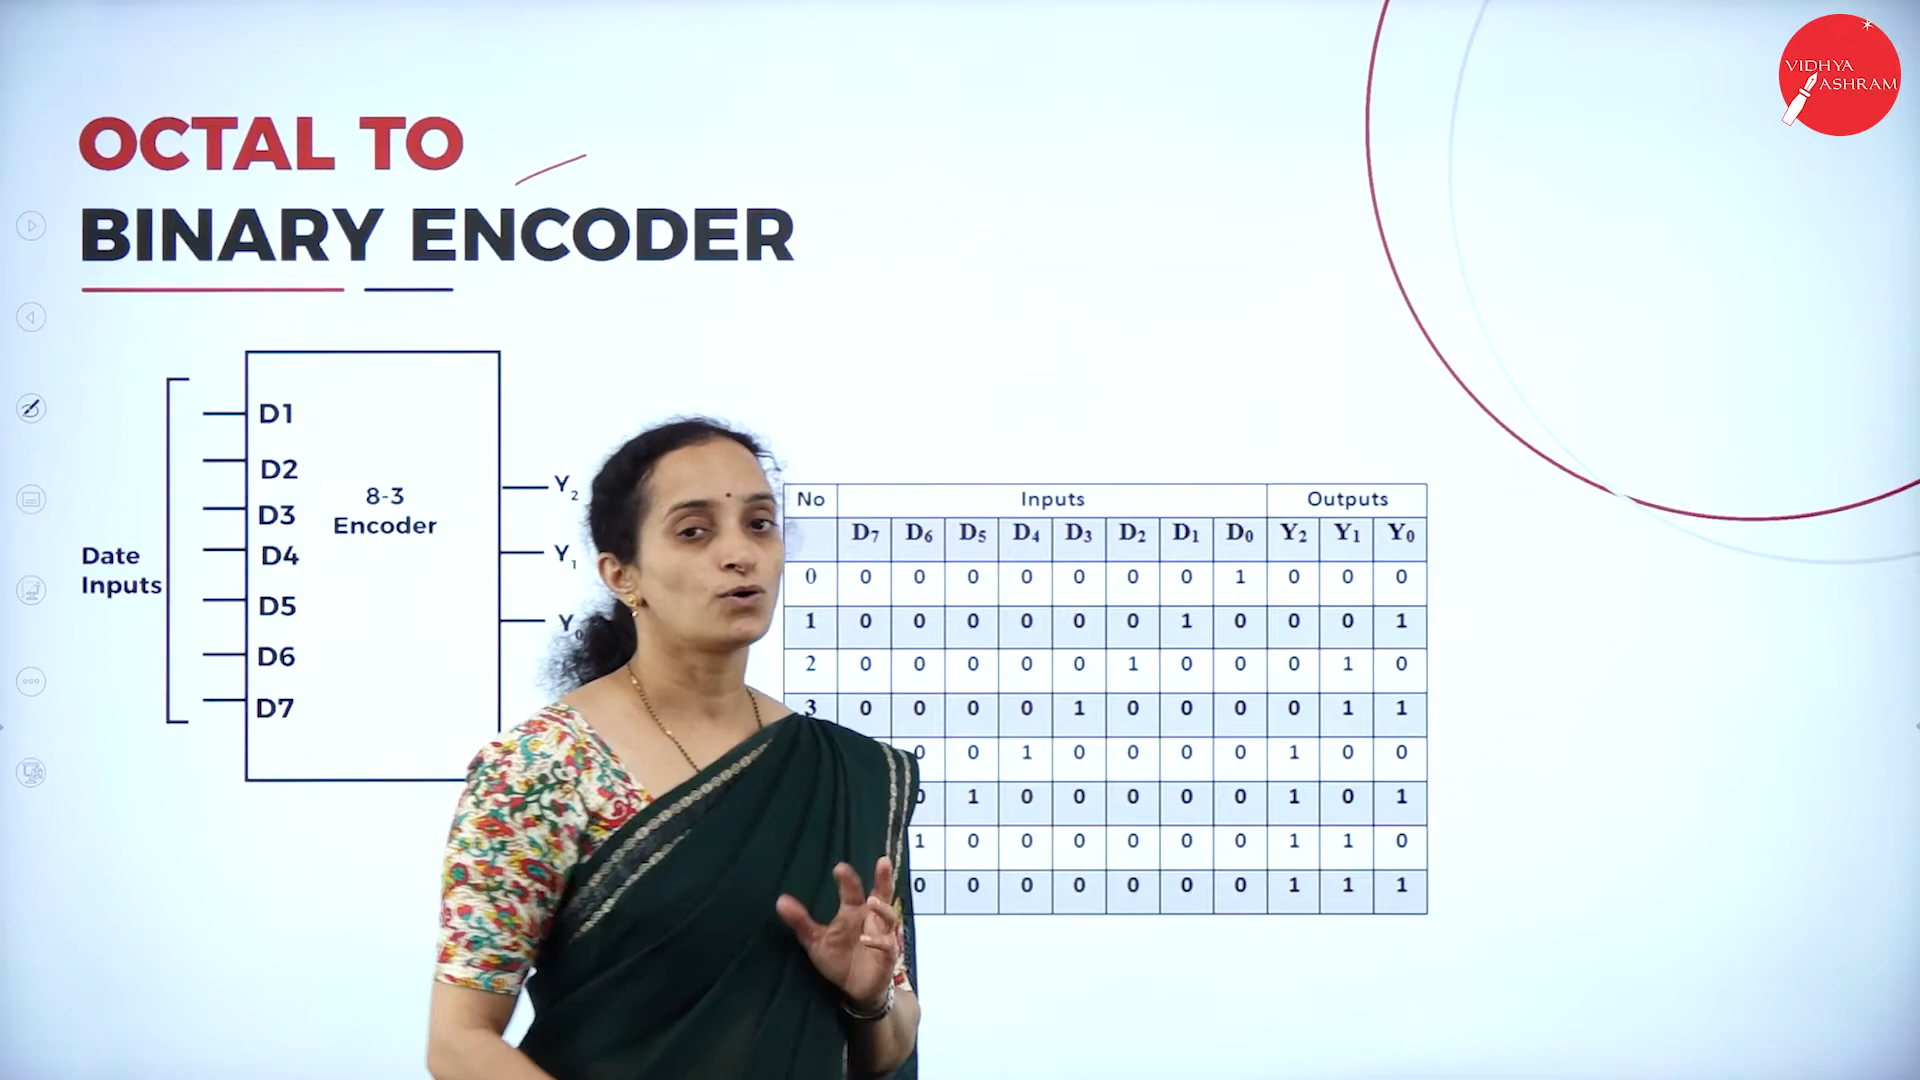 VIDHYA
ASHRAM
OCTAL TO
BINARY ENCODER
D1
D2
D3
D4
D5
D6
D7
8-3
Encoder
Date
Inputs
Y2
Y1
Y0
No Inputs Outputs
D7 D6 D5 D4 D3 D2 D1 D0 Y2 Y1 Y0
0 0 0 0 0 0 0 0 1 0 0 0
1 0 0 0 0 0 0 1 0 0 0 1
2 0 0 0 0 0 1 0 0 0 1 0
3 0 0 0 0 1 0 0 0 0 1 1
0 0 1 0 0 0 0 1 0 0
0 1 0 0 0 0 0 1 0 1
1 0 0 0 0 0 0 1 1 0
0 0 0 0 0 0 0 1 1 1